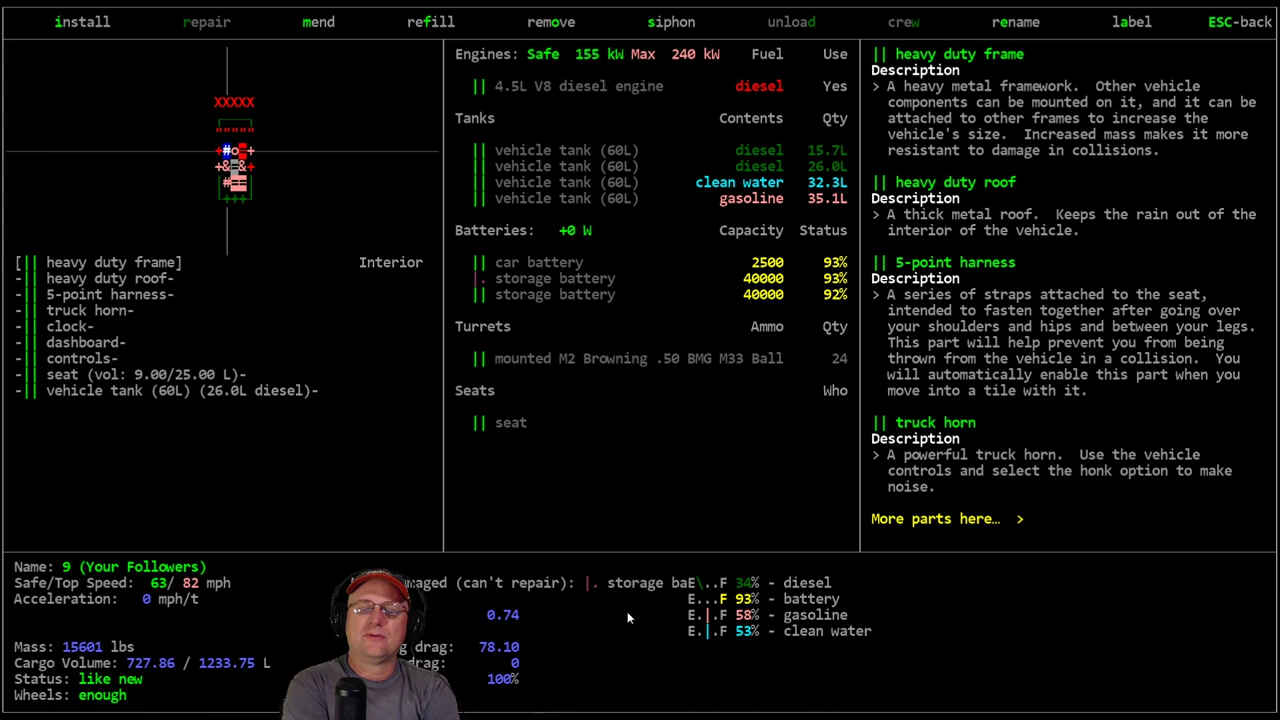 install repair mend refill remove siphon unload crew rename label ESC-back
XXXXX
[|| heavy duty frame] Interior
-|| heavy duty roof-
-|| 5-point harness-
-|| truck horn-
-|| clock-
-|| dashboard-
-|| controls-
-|| seat (vol: 9.00/25.00 L)-
-|| vehicle tank (60L) (26.0L diesel)-
Engines: Safe 155 kW Max 240 kW Fuel Use
|| 4.5L V8 diesel engine diesel Yes
Tanks Contents Qty
|| vehicle tank (60L) diesel 15.7L
|| vehicle tank (60L) diesel 26.0L
|| vehicle tank (60L) clean water 32.3L
|| vehicle tank (60L) gasoline 35.1L
Batteries: +0 W Capacity Status
|| car battery 2500 93%
|. storage battery 40000 93%
|| storage battery 40000 92%
Turrets Ammo Qty
|| mounted M2 Browning .50 BMG M33 Ball 24
Seats Who
|| seat
|| heavy duty frame
Description
> A heavy metal framework. Other vehicle
components can be mounted on it, and it can be
attached to other frames to increase the
vehicle's size. Increased mass makes it more
resistant to damage in collisions.
|| heavy duty roof
Description
> A thick metal roof. Keeps the rain out of the
interior of the vehicle.
|| 5-point harness
Description
> A series of straps attached to the seat,
intended to fasten together after going over
your shoulders and hips and between your legs.
This part will help prevent you from being
thrown from the vehicle in a collision. You
will automatically enable this part when you
move into a tile with it.
|| truck horn
Description
> A powerful truck horn. Use the vehicle
controls and select the honk option to make
noise.
More parts here… >
Name: 9 (Your Followers)
Safe/Top Speed: 63/ 82 mph
Acceleration: 0 mph/t
Mass: 15601 lbs
Cargo Volume: 727.86 / 1233.75 L
Status: like new
Wheels: enough
maged (can't repair): |. storage ba
0.74
g drag: 78.10
drag: 0
100%
E\..F 34% - diesel
E...F 93% - battery
E.|.F 58% - gasoline
E.|.F 53% - clean water